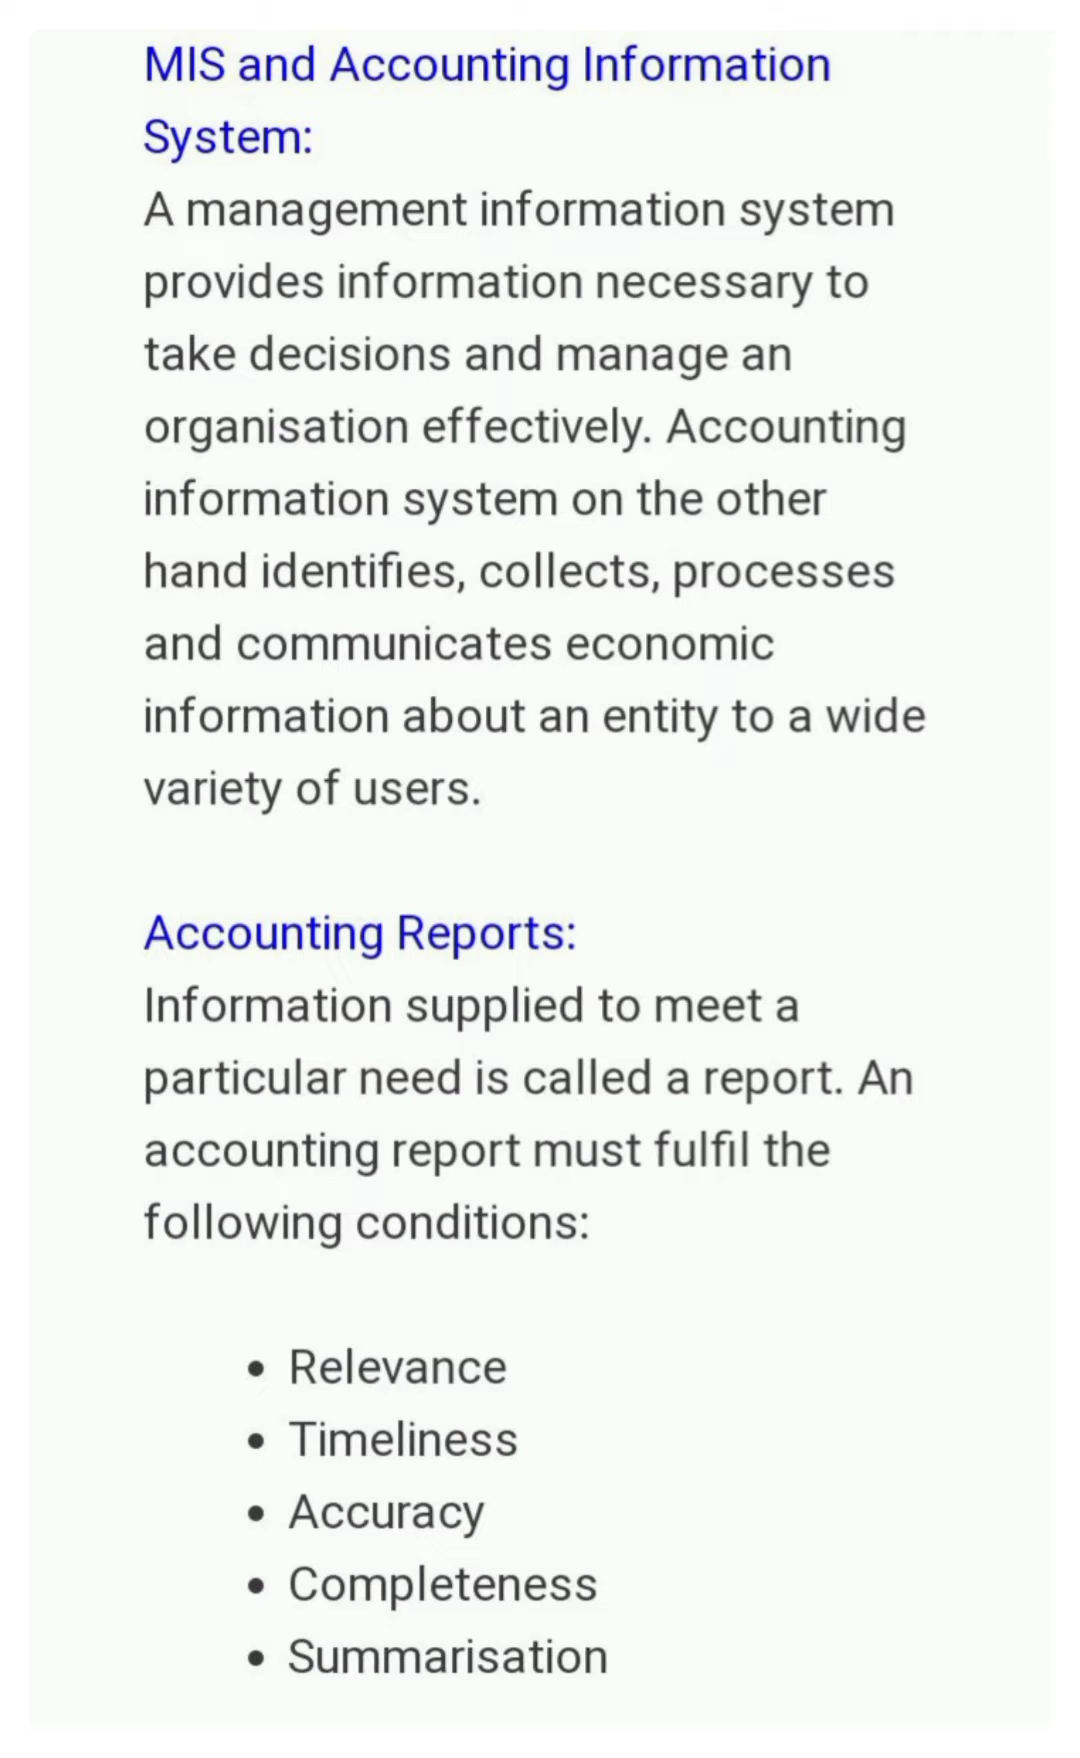 MIS and Accounting Information
System:
A management information system
provides information necessary to
take decisions and manage an
organisation effectively. Accounting
information system on the other
hand identifies, collects, processes
and communicates economic
information about an entity to a wide
variety of users.
Accounting Reports:
Information supplied to meet a
particular need is called a report. An
accounting report must fulfil the
following conditions:
• Relevance
• Timeliness
• Accuracy
• Completeness
• Summarisation